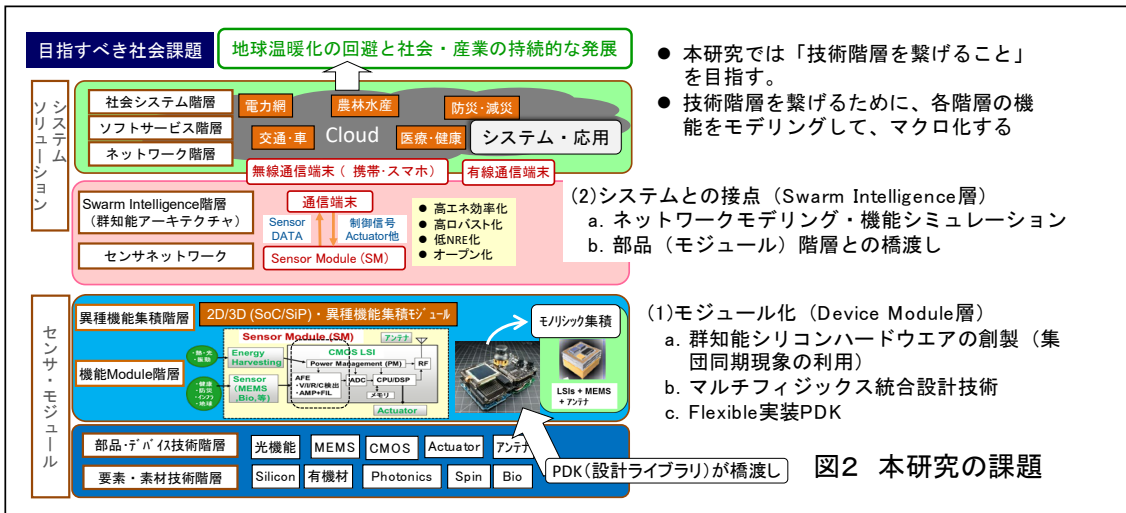 目指すべき社会課題
地球温暖化の回避と社会・産業の持続的な発展
システム
ソリューション
社会システム階層
ソフトサービス階層
ネットワーク階層
電力網
農林水産
防災・減災
交通・車
Cloud
医療・健康
システム・応用
無線通信端末（ 携帯・スマホ）
有線通信端末
Swarm Intelligence階層
（群知能アーキテクチャ）
センサネットワーク
通信端末
Sensor
DATA
制御信号
Actuator他
Sensor Module（SM）
● 高エネ効率化
● 高ロバスト化
● 低NRE化
● オープン化
センサ・モジュール
異種機能集積階層
機能Module階層
2D/3D (SoC/SiP)・異種機能集積ﾓｼﾞｭｰﾙ
Sensor Module (SM)
アンテナ
・熱・光
・振動
Energy
Harvesting
CMOS LSI
Power Management (PM)
RF
・健康
・防災
・インフラ
・地球
Sensor
(MEMS
,Bio,等)
AFE
・V/I/R/C検出
・AMP+FIL
ADC
CPU/DSP
メモリ
Actuator
ﾓﾉﾘｼｯｸ集積
LSIs + MEMS
+ ｱﾝﾃﾅ
部品・ﾃﾞﾊﾞｲｽ技術階層
光機能
MEMS
CMOS
Actuator
ｱﾝﾃﾅ
要素・素材技術階層
Silicon
有機材
Photonics
Spin
Bio
PDK（設計ライブラリ）が橋渡し
● 本研究では「技術階層を繋げること」
を目指す。
● 技術階層を繋げるために、各階層の機
能をモデリングして、マクロ化する
(2)システムとの接点（Swarm Intelligence層）
a. ネットワークモデリング・機能シミュレーション
b. 部品（モジュール）階層との橋渡し
(1)モジュール化（Device Module層）
a. 群知能シリコンハードウエアの創製（集
団同期現象の利用）
b. マルチフィジックス統合設計技術
c. Flexible実装PDK
図２ 本研究の課題